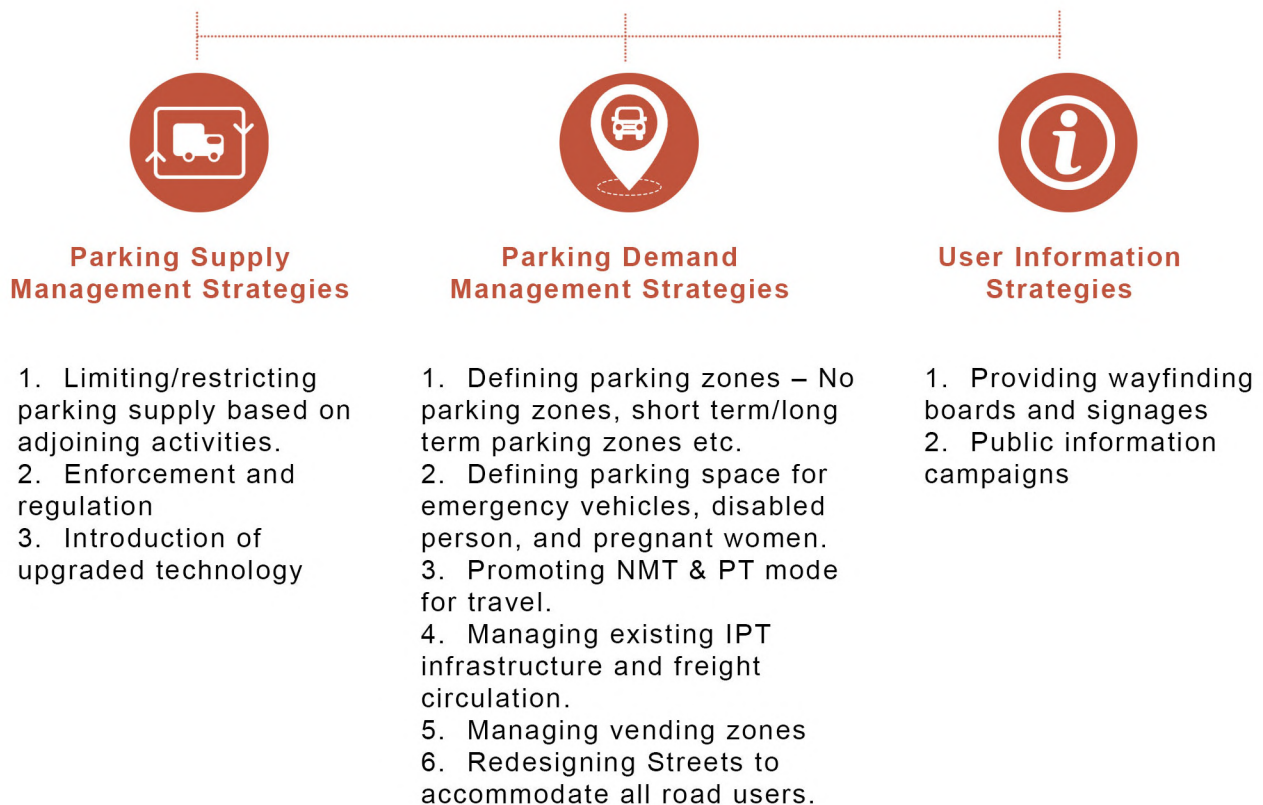 Parking Supply
Management Strategies
1. Limiting/restricting
parking supply based on
adjoining activities.
2. Enforcement and
regulation
3. Introduction of
upgraded technology
Parking Demand
Management Strategies
1. Defining parking zones – No
parking zones, short term/long
term parking zones etc.
2. Defining parking space for
emergency vehicles, disabled
person, and pregnant women.
3. Promoting NMT & PT mode
for travel.
4. Managing existing IPT
infrastructure and freight
circulation.
5. Managing vending zones
6. Redesigning Streets to
accommodate all road users.
User Information
Strategies
1. Providing wayfinding
boards and signages
2. Public information
campaigns